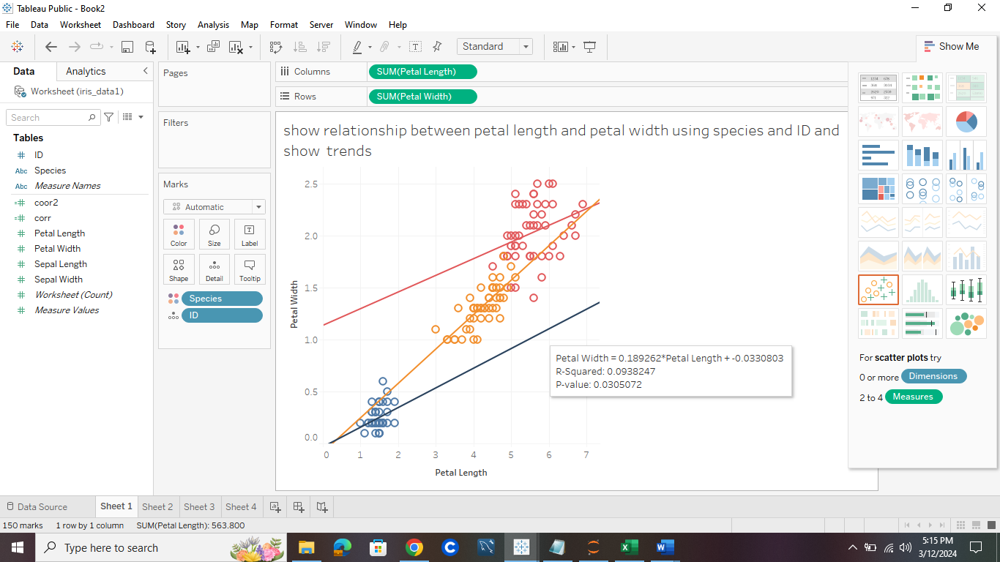 Tableau Public - Book2
File Data Worksheet Dashboard Story Analysis Map Format Server Window Help
Standard
Show Me
Data Analytics
Pages
Columns SUM(Petal Length)
Worksheet (iris_data1)
Rows SUM(Petal Width)
Search
Filters
Tables
ID
Abc Species
Abc Measure Names
coor2
corr
Petal Length
Petal Width
Sepal Length
Sepal Width
Worksheet (Count)
Measure Values
Marks
Automatic
Color Size Label
Shape Detail Tooltip
Species
ID
show relationship between petal length and petal width using species and ID and
show trends
2.5
2.0
1.5
1.0
0.5
0.0
Petal Width
0 1 2 3 4 5 6 7
Petal Length
Petal Width = 0.189262*Petal Length + -0.0330803
R-Squared: 0.0938247
P-value: 0.0305072
For scatter plots try
0 or more Dimensions
2 to 4 Measures
Data Source Sheet 1 Sheet 2 Sheet 3 Sheet 4
150 marks 1 row by 1 column SUM(Petal Length): 563.800
Type here to search
5:15 PM
3/12/2024